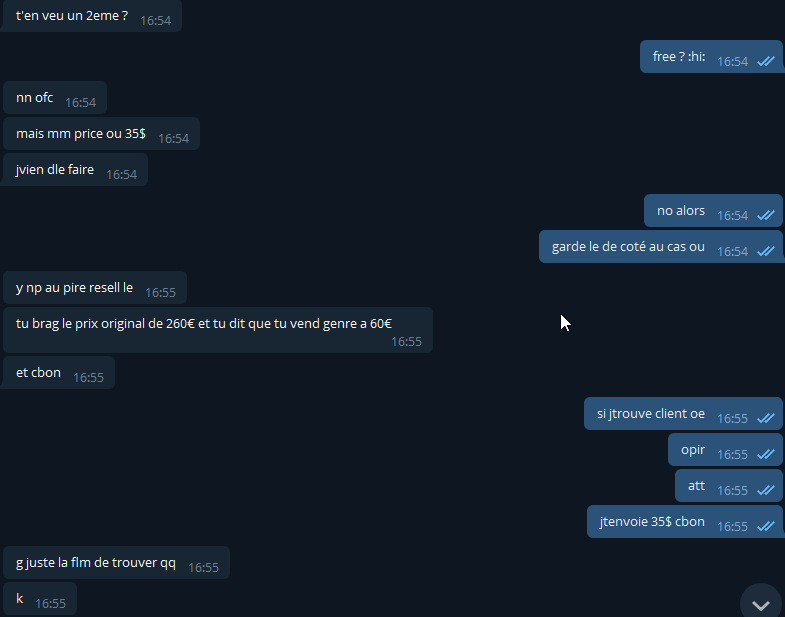 t'en veu un 2eme ? 16:54
free ? :hi: 16:54
nn ofc 16:54
mais mm price ou 35$ 16:54
jvien dle faire 16:54
no alors 16:54
garde le de coté au cas ou 16:54
y np au pire resell le 16:55
tu brag le prix original de 260€ et tu dit que tu vend genre a 60€
16:55
et cbon 16:55
si jtrouve client oe 16:55
opir 16:55
att 16:55
jtenvoie 35$ cbon 16:55
g juste la flm de trouver qq 16:55
k 16:55